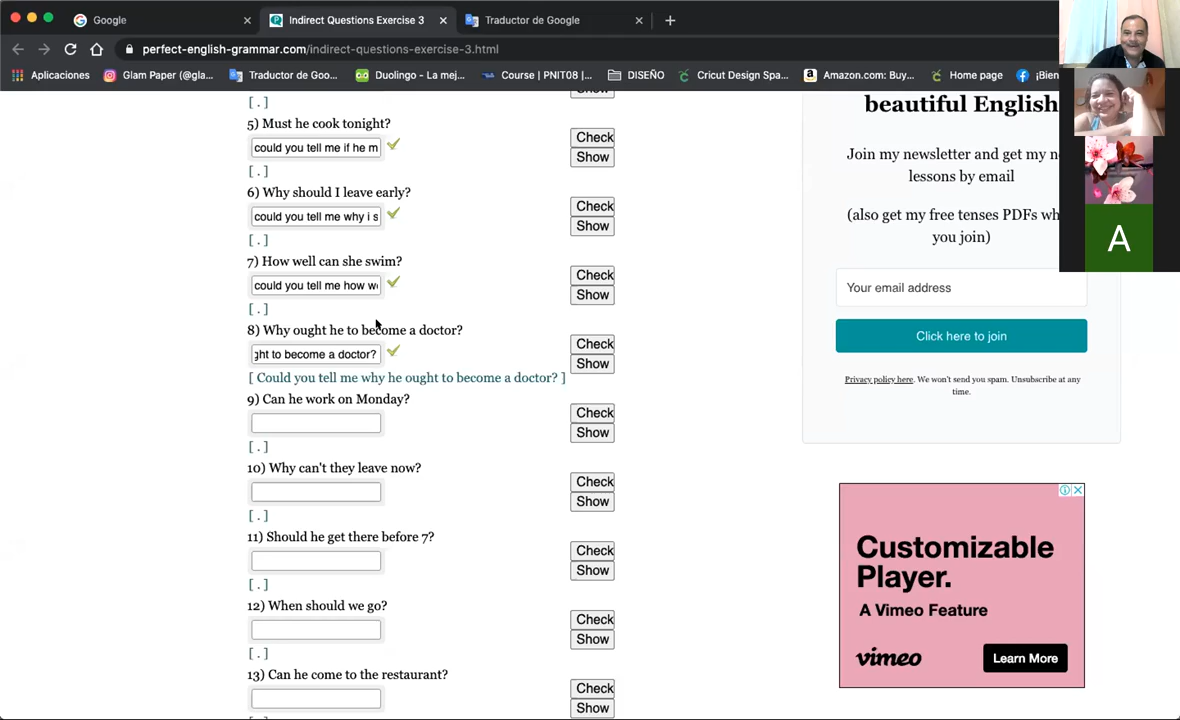 Google
Indirect Questions Exercise 3
Traductor de Google
perfect-english-grammar.com/indirect-questions-exercise-3.html
Aplicaciones
Glam Paper (@gla...
Traductor de Goo...
Duolingo - La mej...
Course | PNIT08 |...
DISEÑO
Cricut Design Spa...
Amazon.com: Buy...
Home page
¡Bien
[ . ]
Show
5) Must he cook tonight?
could you tell me if he m
Check
Show
[ . ]
6) Why should I leave early?
could you tell me why i s
Check
Show
[ . ]
7) How well can she swim?
could you tell me how we
Check
Show
[ . ]
8) Why ought he to become a doctor?
ght to become a doctor?
Check
Show
[ Could you tell me why he ought to become a doctor? ]
9) Can he work on Monday?
Check
Show
[ . ]
10) Why can't they leave now?
Check
Show
[ . ]
11) Should he get there before 7?
Check
Show
[ . ]
12) When should we go?
Check
Show
[ . ]
13) Can he come to the restaurant?
Check
Show
beautiful English
Join my newsletter and get my n
lessons by email
(also get my free tenses PDFs wh
you join)
Your email address
Click here to join
Privacy policy here. We won't send you spam. Unsubscribe at any
time.
A
Customizable
Player.
A Vimeo Feature
vimeo
Learn More